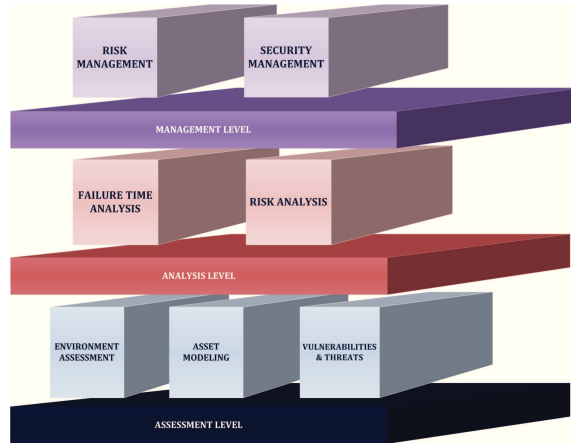 RISK
MANAGEMENT
SECURITY
MANAGEMENT
MANAGEMENT LEVEL
FAILURE TIME
ANALYSIS
RISK ANALYSIS
ANALYSIS LEVEL
ENVIRONMENT
ASSESSMENT
ASSET
MODELING
VULNERABILITIES
& THREATS
ASSESSMENT LEVEL